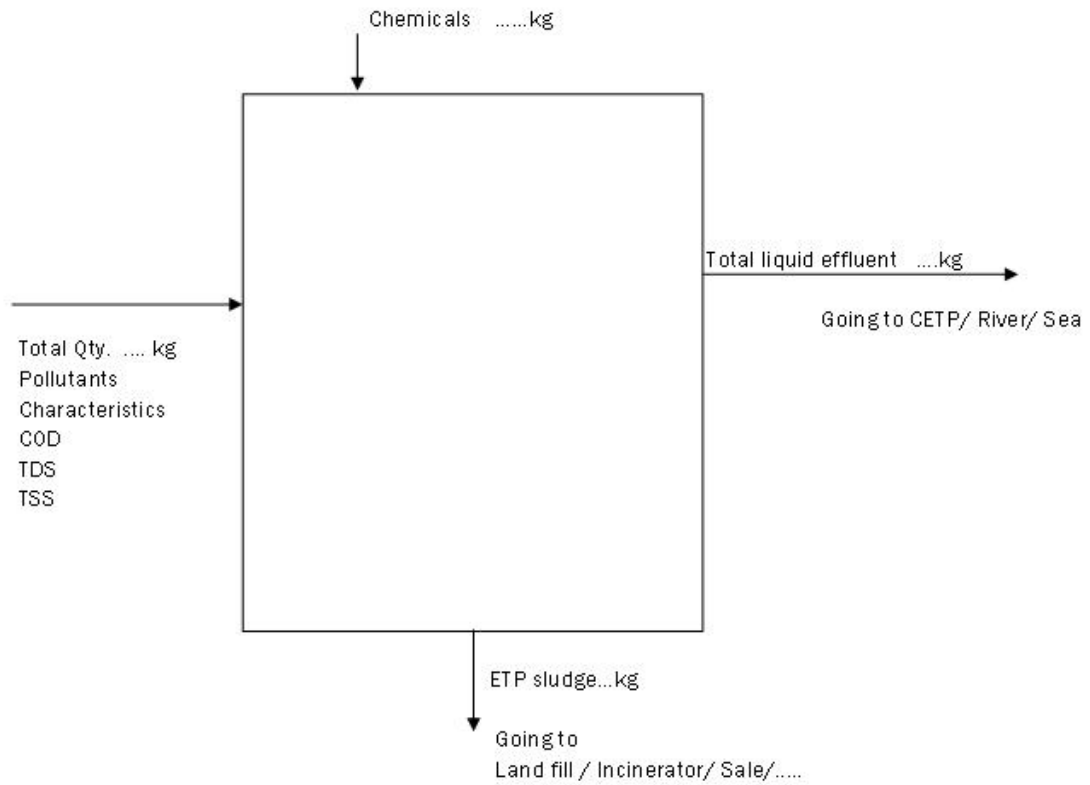 Chemicals ......kg
Total liquid effluent ....kg
Going to CETP/ River/ Sea
Total Qty. .... kg
Pollutants
Characteristics
COD
TDS
TSS
ETP sludge...kg
Going to
Land fill / Incinerator/ Sale/.....